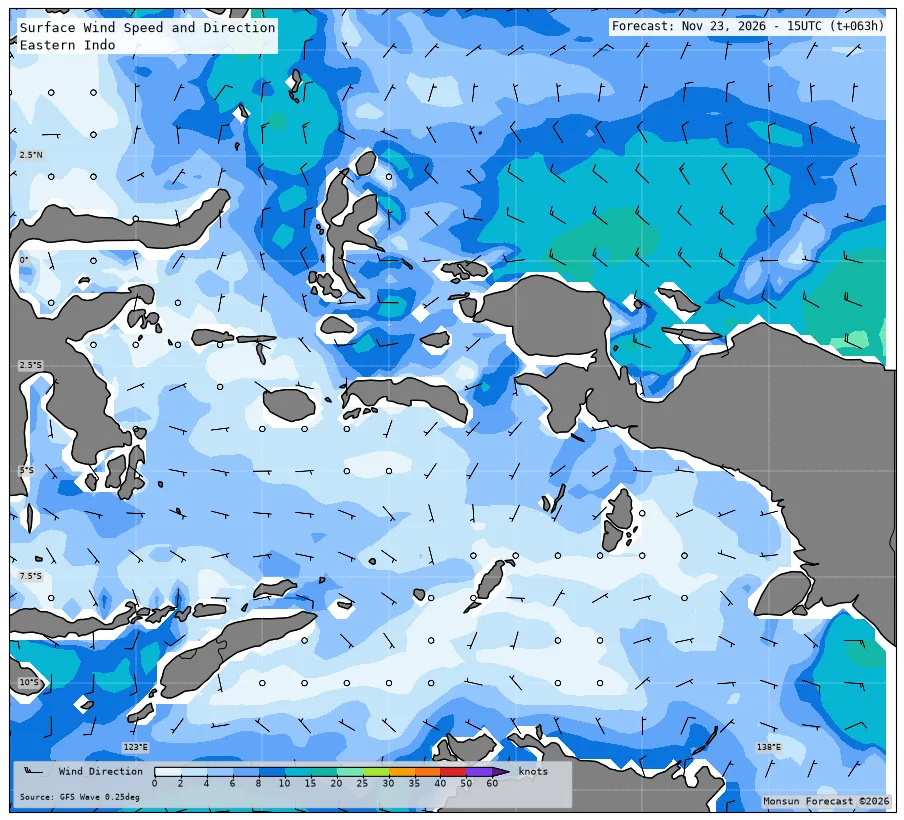 Surface Wind Speed and Direction
Eastern Indo
Forecast: Nov 23, 2026 - 15UTC (t+063h)
2.5°N
0°
2.5°S
5°S
7.5°S
10°S
123°E
138°E
Wind Direction
knots
0 2 4 6 8 10 15 20 25 30 35 40 50 60
Source: GFS Wave 0.25deg
Monsun Forecast ©2026